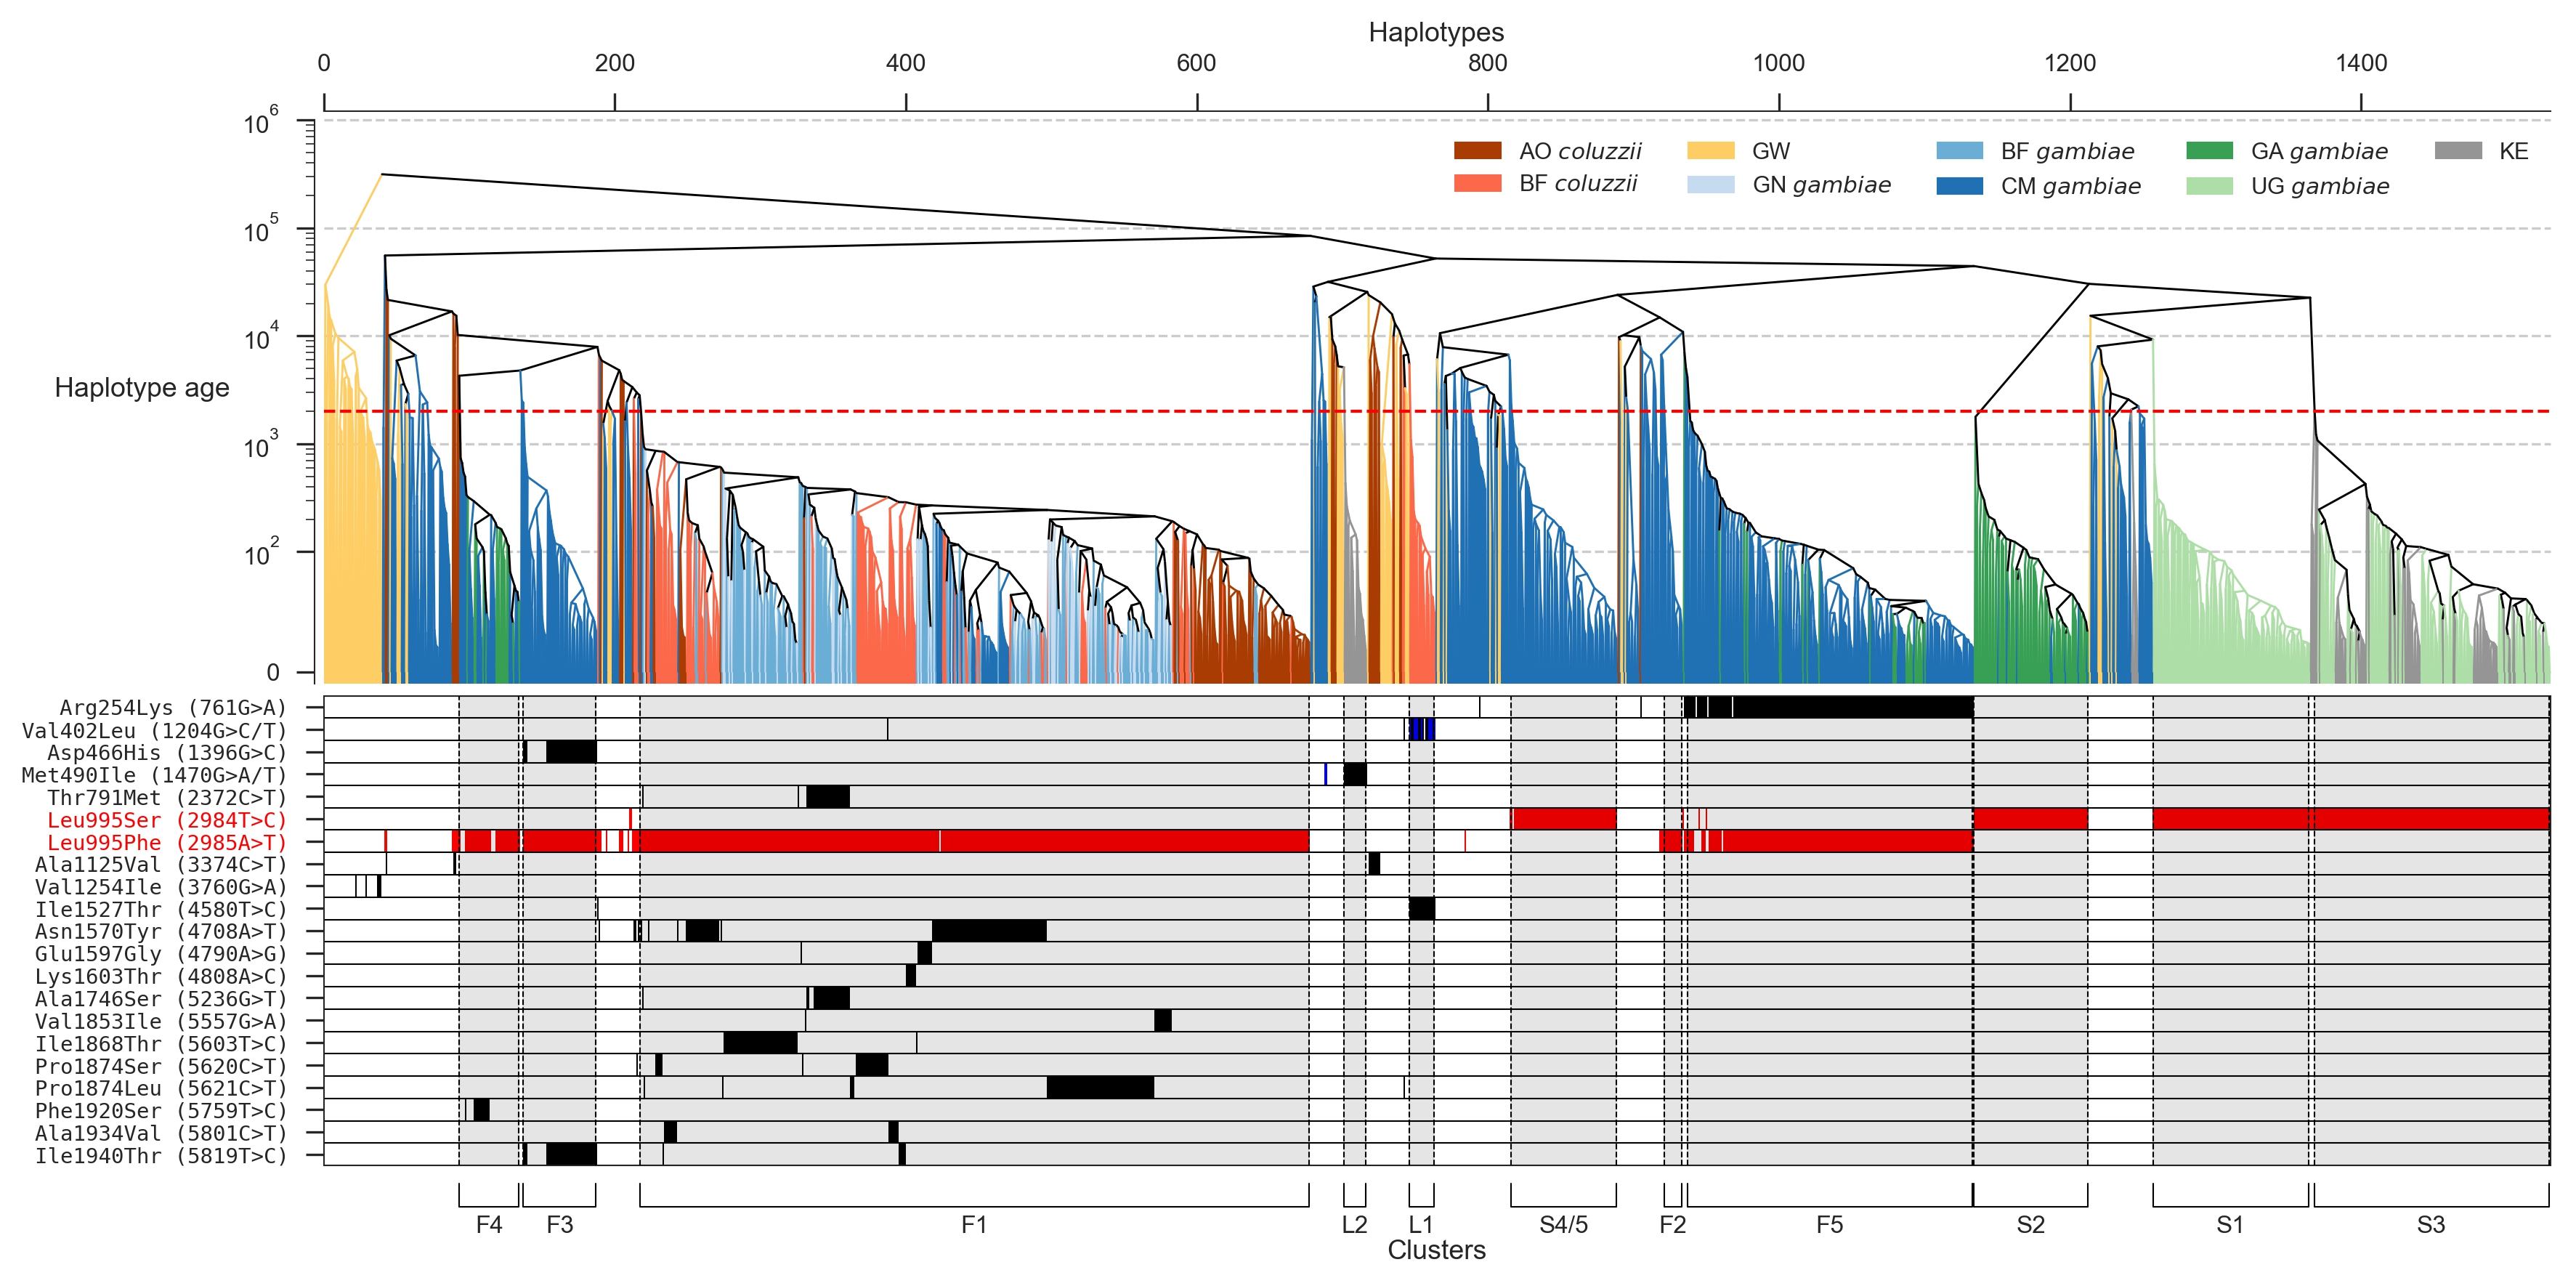 Haplotypes
0 200 400 600 800 1000 1200 1400
10^6
AO coluzzii GW BF gambiae GA gambiae KE
BF coluzzii GN gambiae CM gambiae UG gambiae
10^5
10^4
Haplotype age
10^3
10^2
0
Arg254Lys (761G>A)
Val402Leu (1204G>C/T)
Asp466His (1396G>C)
Met490Ile (1470G>A/T)
Thr791Met (2372C>T)
Leu995Ser (2984T>C)
Leu995Phe (2985A>T)
Ala1125Val (3374C>T)
Val1254Ile (3760G>A)
Ile1527Thr (4580T>C)
Asn1570Tyr (4708A>T)
Glu1597Gly (4790A>G)
Lys1603Thr (4808A>C)
Ala1746Ser (5236G>T)
Val1853Ile (5557G>A)
Ile1868Thr (5603T>C)
Pro1874Ser (5620C>T)
Pro1874Leu (5621C>T)
Phe1920Ser (5759T>C)
Ala1934Val (5801C>T)
Ile1940Thr (5819T>C)
F4 F3 F1 L2 L1 S4/5 F2 F5 S2 S1 S3
Clusters